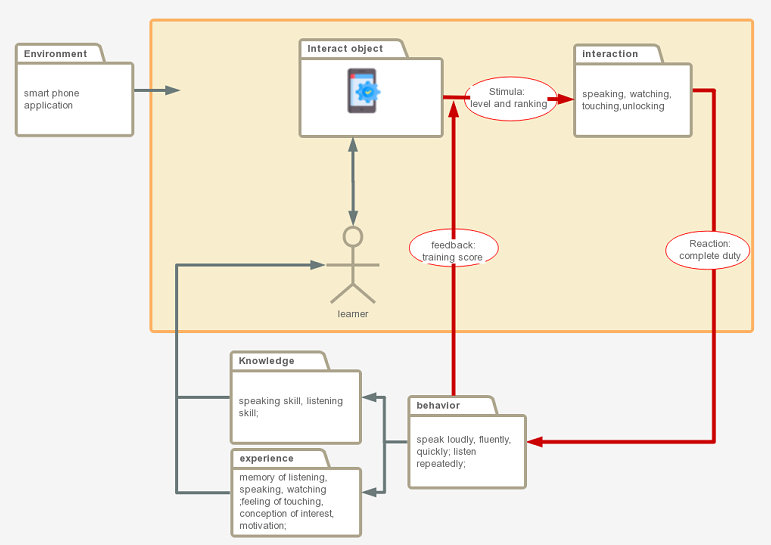 Environment
smart phone
application
Interact object
Stimula:
level and ranking
interaction
speaking, watching,
touching,unlocking
feedback:
training score
Reaction:
complete duty
learner
Knowledge
speaking skill, listening
skill;
behavior
speak loudly, fluently,
quickly; listen
repeatedly;
experience
memory of listening,
speaking, watching
;feeling of touching,
conception of interest,
motivation;